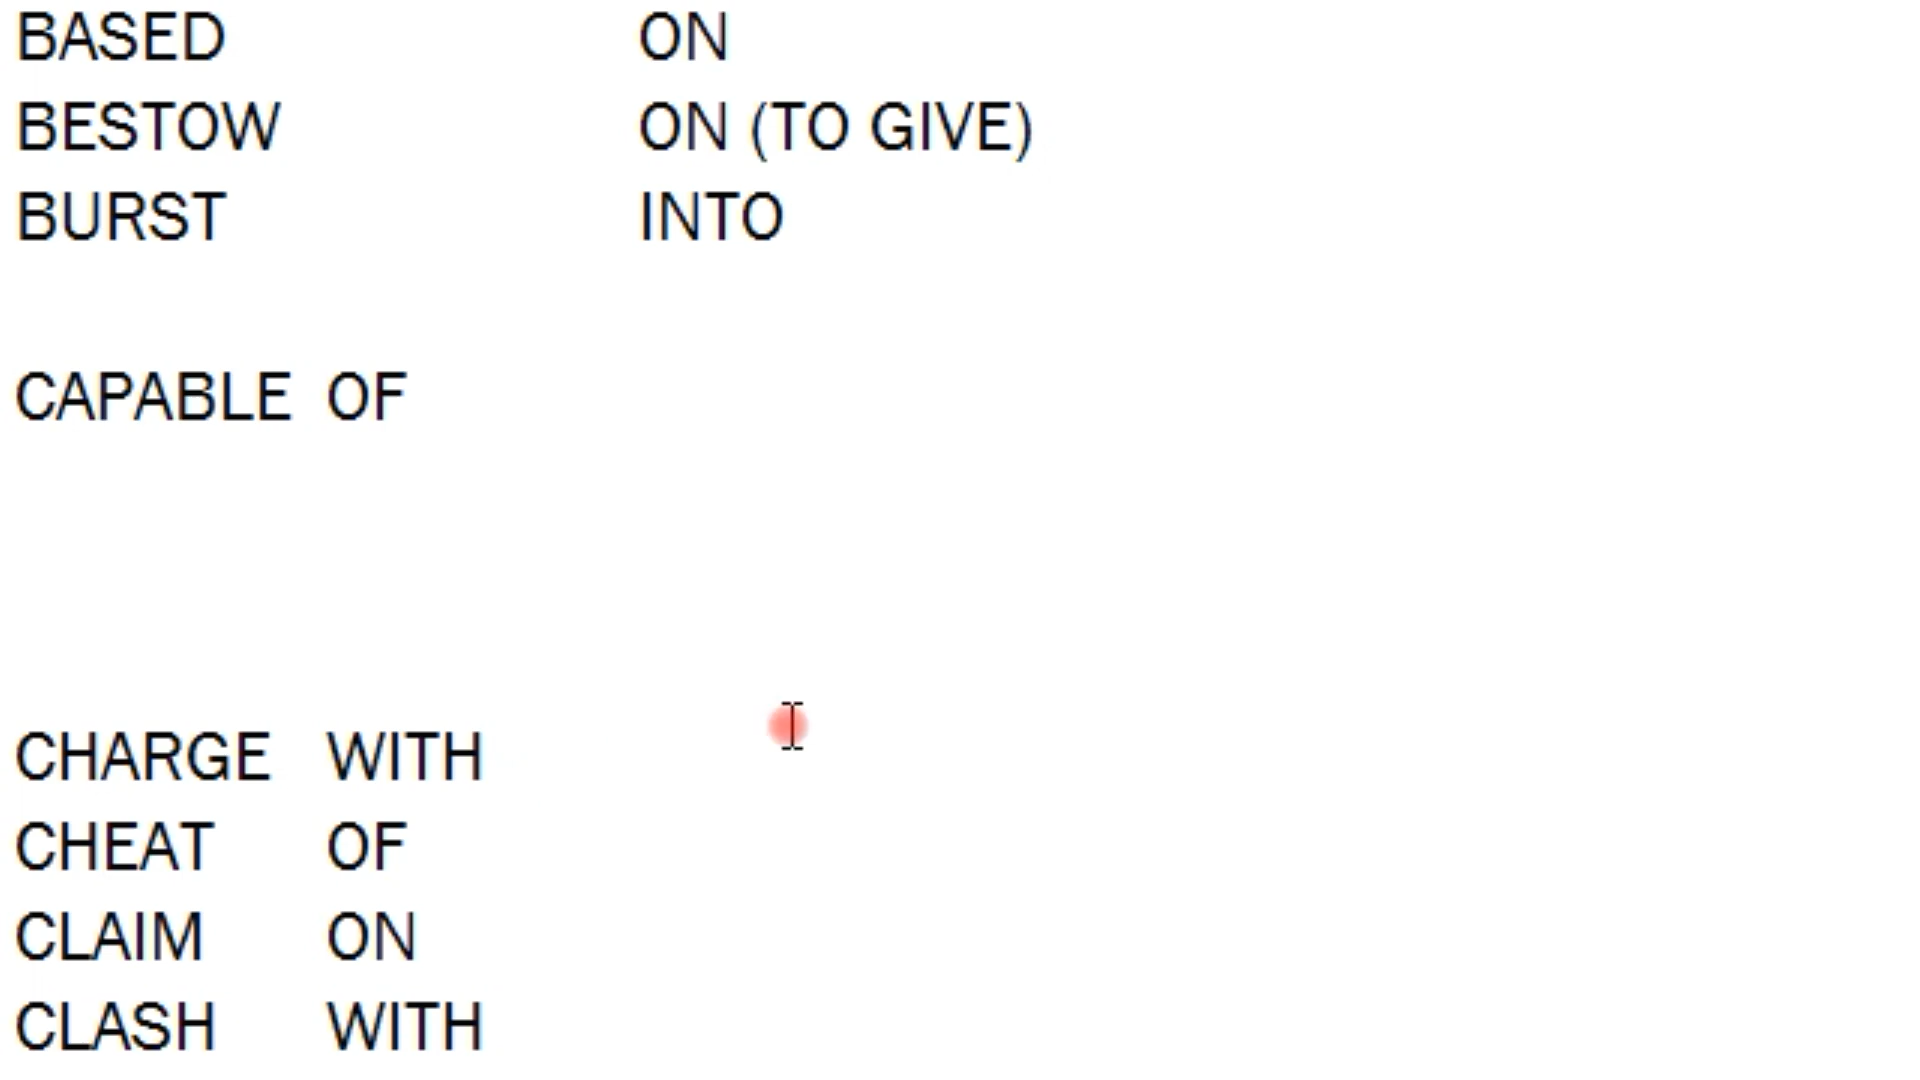 BASED ON
BESTOW ON (TO GIVE)
BURST INTO
CAPABLE OF
CHARGE WITH
CHEAT OF
CLAIM ON
CLASH WITH